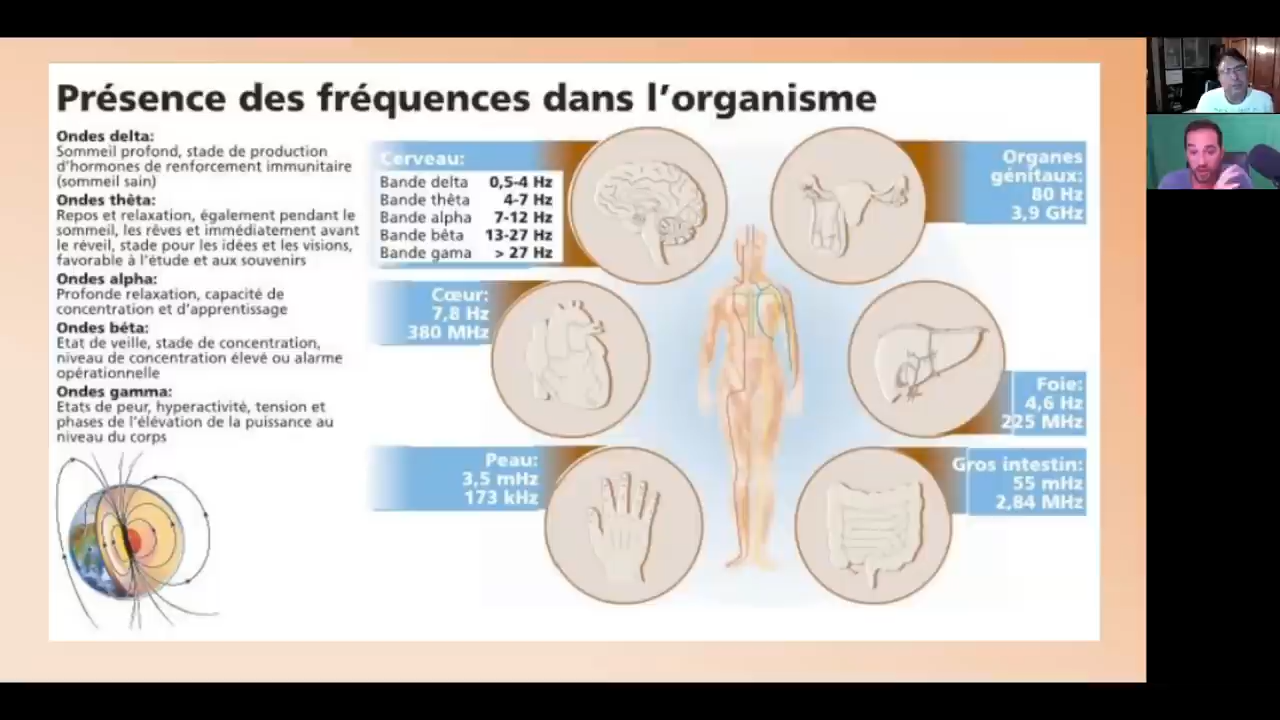 Présence des fréquences dans l’organisme
Ondes delta:
Sommeil profond, stade de production
d’hormones de renforcement immunitaire
(sommeil sain)
Ondes thêta:
Repos et relaxation, également pendant le
sommeil, les rêves et immédiatement avant
le réveil, stade pour les idées et les visions,
favorable à l’étude et aux souvenirs
Ondes alpha:
Profonde relaxation, capacité de
concentration et d’apprentissage
Ondes béta:
Etat de veille, stade de concentration,
niveau de concentration élevé ou alarme
opérationnelle
Ondes gamma:
Etats de peur, hyperactivité, tension et
phases de l’élévation de la puissance au
niveau du corps
Cerveau:
Bande delta 0,5-4 Hz
Bande thêta 4-7 Hz
Bande alpha 7-12 Hz
Bande bêta 13-27 Hz
Bande gama > 27 Hz
Organes
génitaux:
80 Hz
3,9 GHz
Cœur:
7,8 Hz
380 MHz
Foie:
4,6 Hz
225 MHz
Peau:
3,5 mHz
173 kHz
Gros intestin:
55 mHz
2,84 MHz